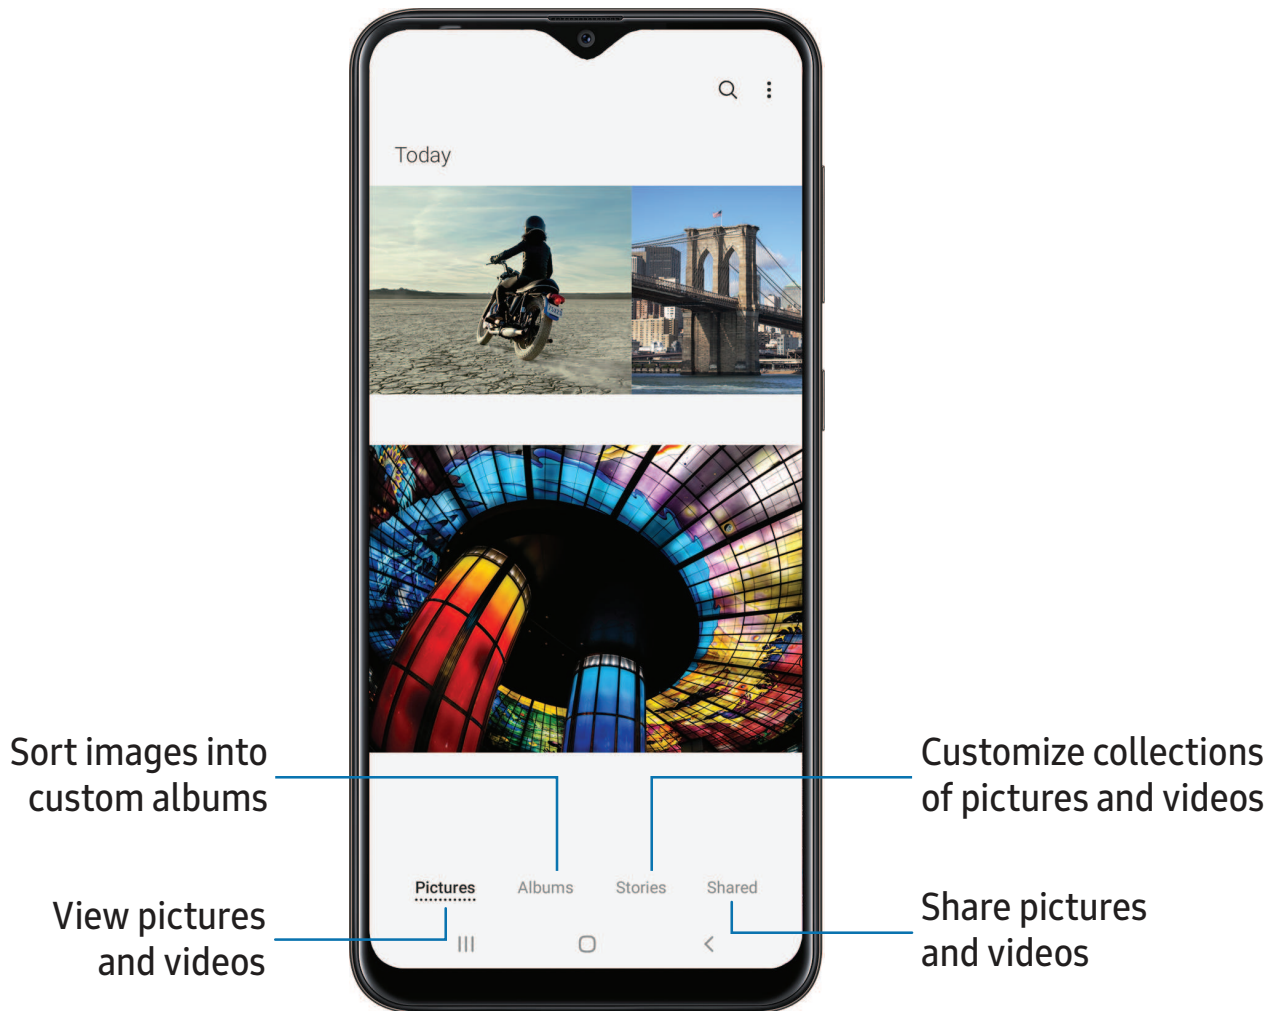 Today
Sort images into
custom albums
Customize collections
of pictures and videos
Pictures
Albums
Stories
Shared
View pictures
and videos
Share pictures
and videos